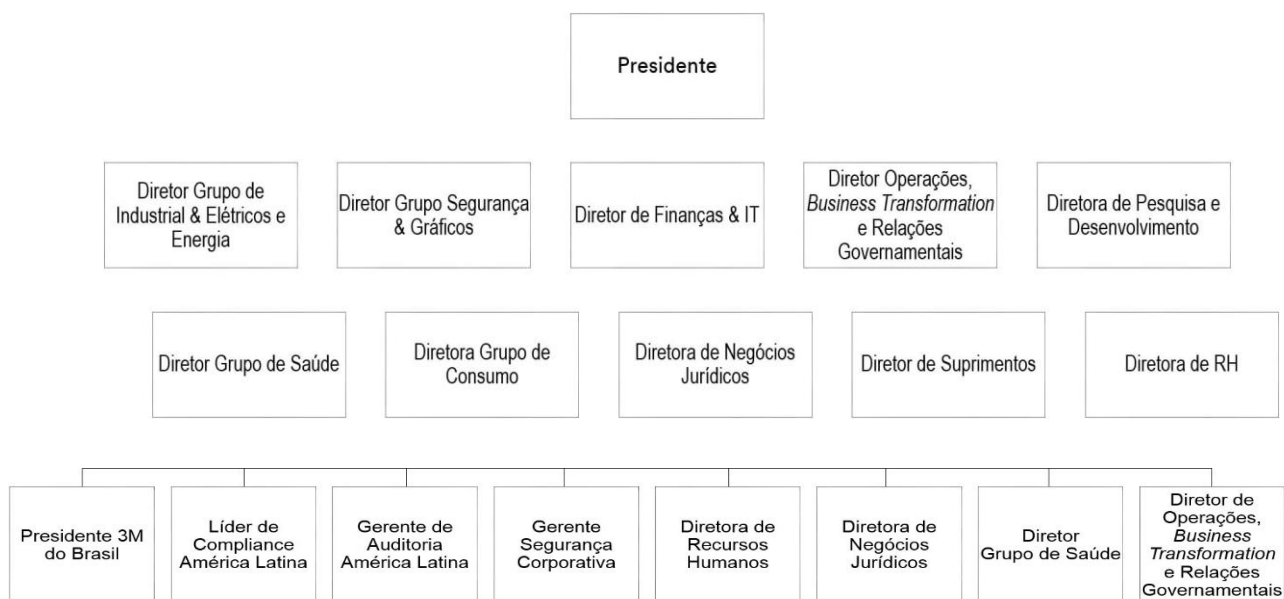 Presidente
Diretor Grupo de
Industrial & Elétricos e
Energia
Diretor Grupo Segurança
& Gráficos
Diretor de Finanças & IT
Diretor Operações,
Business Transformation
e Relações
Governamentais
Diretora de Pesquisa e
Desenvolvimento
Diretor Grupo de Saúde
Diretora Grupo de
Consumo
Diretora de Negócios
Jurídicos
Diretor de Suprimentos
Diretora de RH
Presidente 3M
do Brasil
Líder de
Compliance
América Latina
Gerente de
Auditoria
América Latina
Gerente
Segurança
Corporativa
Diretora de
Recursos
Humanos
Diretora de
Negócios
Jurídicos
Diretor
Grupo de Saúde
Diretor de
Operações,
Business
Transformation
e Relações
Governamentais